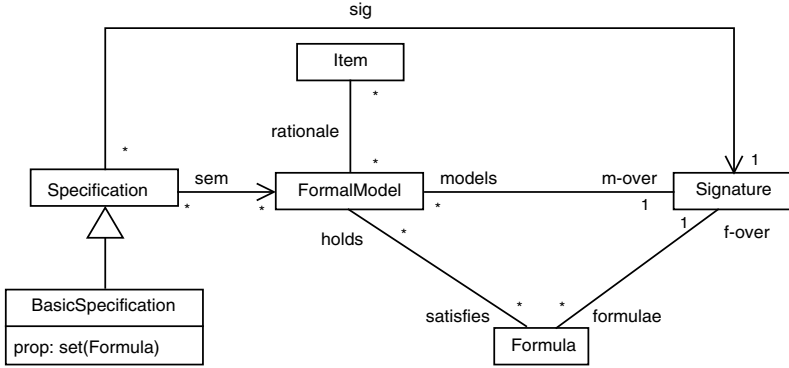 sig
Item
*
rationale
*
*
1
sem
models
m-over
Specification
FormalModel
Signature
*
*
*
1
1
holds
*
f-over
BasicSpecification
*
*
satisfies
formulae
prop: set(Formula)
Formula